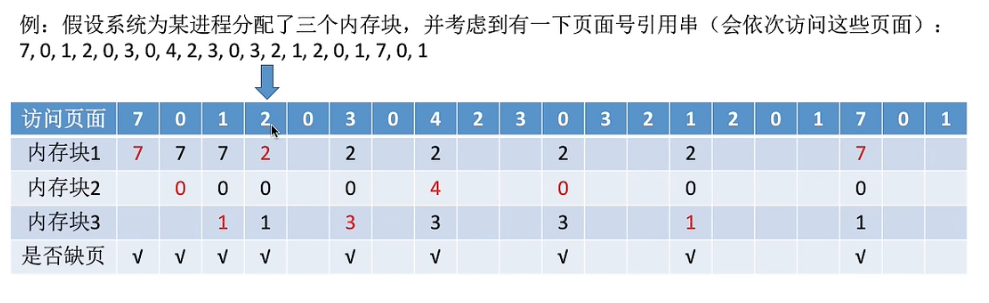 例：假设系统为某进程分配了三个内存块，并考虑到有一下页面号引用串（会依次访问这些页面）：
7, 0, 1, 2, 0, 3, 0, 4, 2, 3, 0, 3, 2, 1, 2, 0, 1, 7, 0, 1
访问页面 7 0 1 2 0 3 0 4 2 3 0 3 2 1 2 0 1 7 0 1
内存块1 7 7 7 2 2 2 2 2 7
内存块2 0 0 0 0 4 0 0 0
内存块3 1 1 3 3 3 1 1
是否缺页 √ √ √ √ √ √ √ √ √